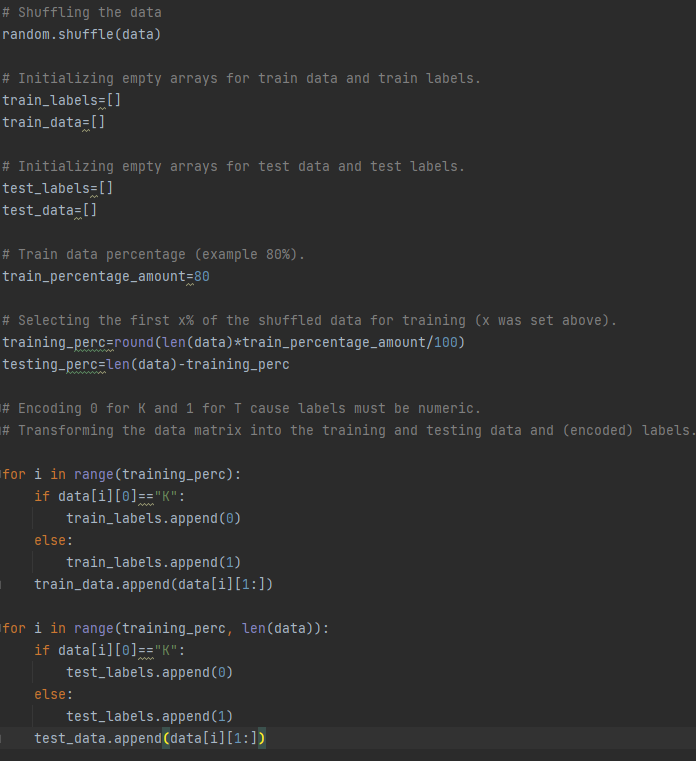 # Shuffling the data
random.shuffle(data)
# Initializing empty arrays for train data and train labels.
train_labels=[]
train_data=[]
# Initializing empty arrays for test data and test labels.
test_labels=[]
test_data=[]
# Train data percentage (example 80%).
train_percentage_amount=80
# Selecting the first x% of the shuffled data for training (x was set above).
training_perc=round(len(data)*train_percentage_amount/100)
testing_perc=len(data)-training_perc
# Encoding 0 for K and 1 for T cause labels must be numeric.
# Transforming the data matrix into the training and testing data and (encoded) labels.
for i in range(training_perc):
    if data[i][0]=="K":
        train_labels.append(0)
    else:
        train_labels.append(1)
    train_data.append(data[i][1:])
for i in range(training_perc, len(data)):
    if data[i][0]=="K":
        test_labels.append(0)
    else:
        test_labels.append(1)
    test_data.append(data[i][1:])